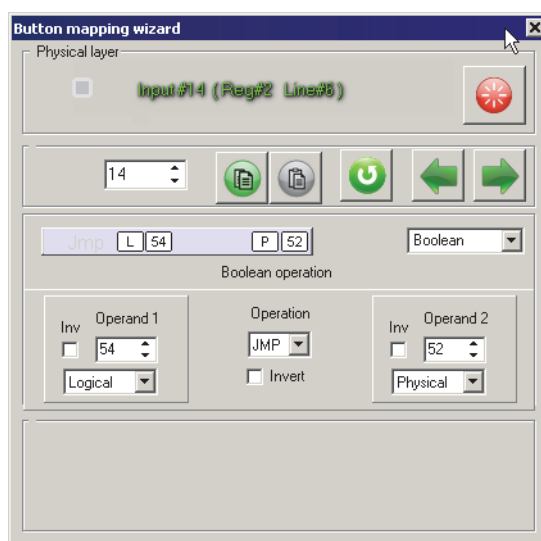 Button mapping wizard
Physical layer
Input#14 (Reg#2 Line#6)
14
Jmp L 54 P 52
Boolean
Boolean operation
Operand 1
Inv
54
Logical
Operation
JMP
Invert
Operand 2
Inv
52
Physical